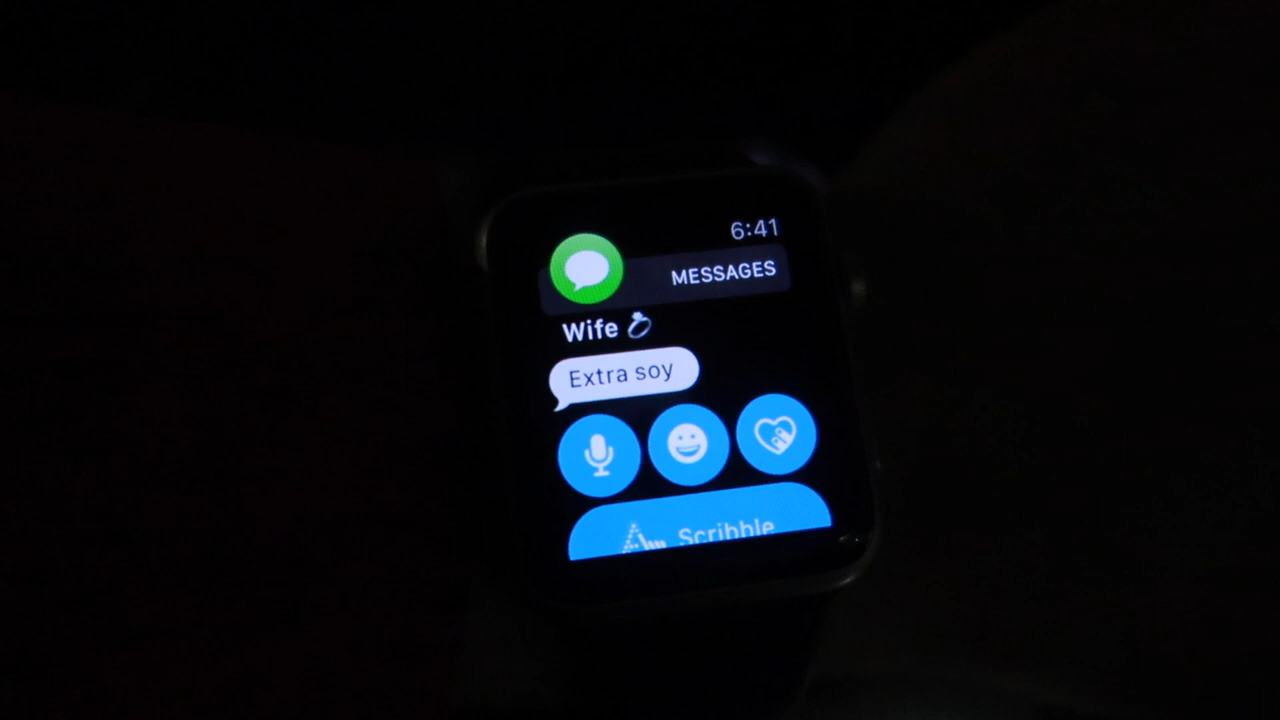 6:41
MESSAGES
Wife 💍
Extra soy
Scribble